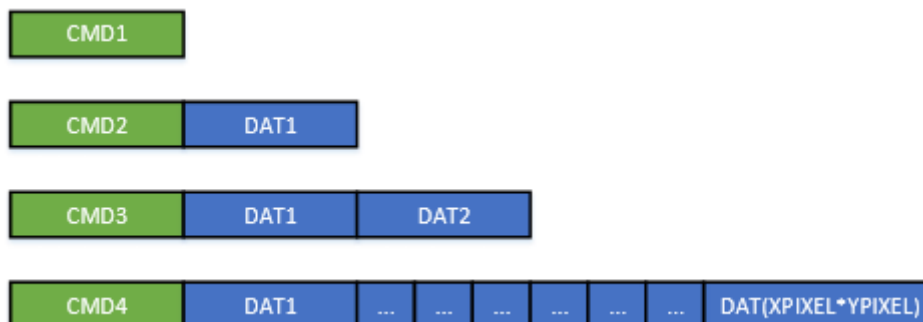 CMD1
CMD2 DAT1
CMD3 DAT1 DAT2
CMD4 DAT1 ... ... ... ... ... ... DAT(XPIXEL*YPIXEL)